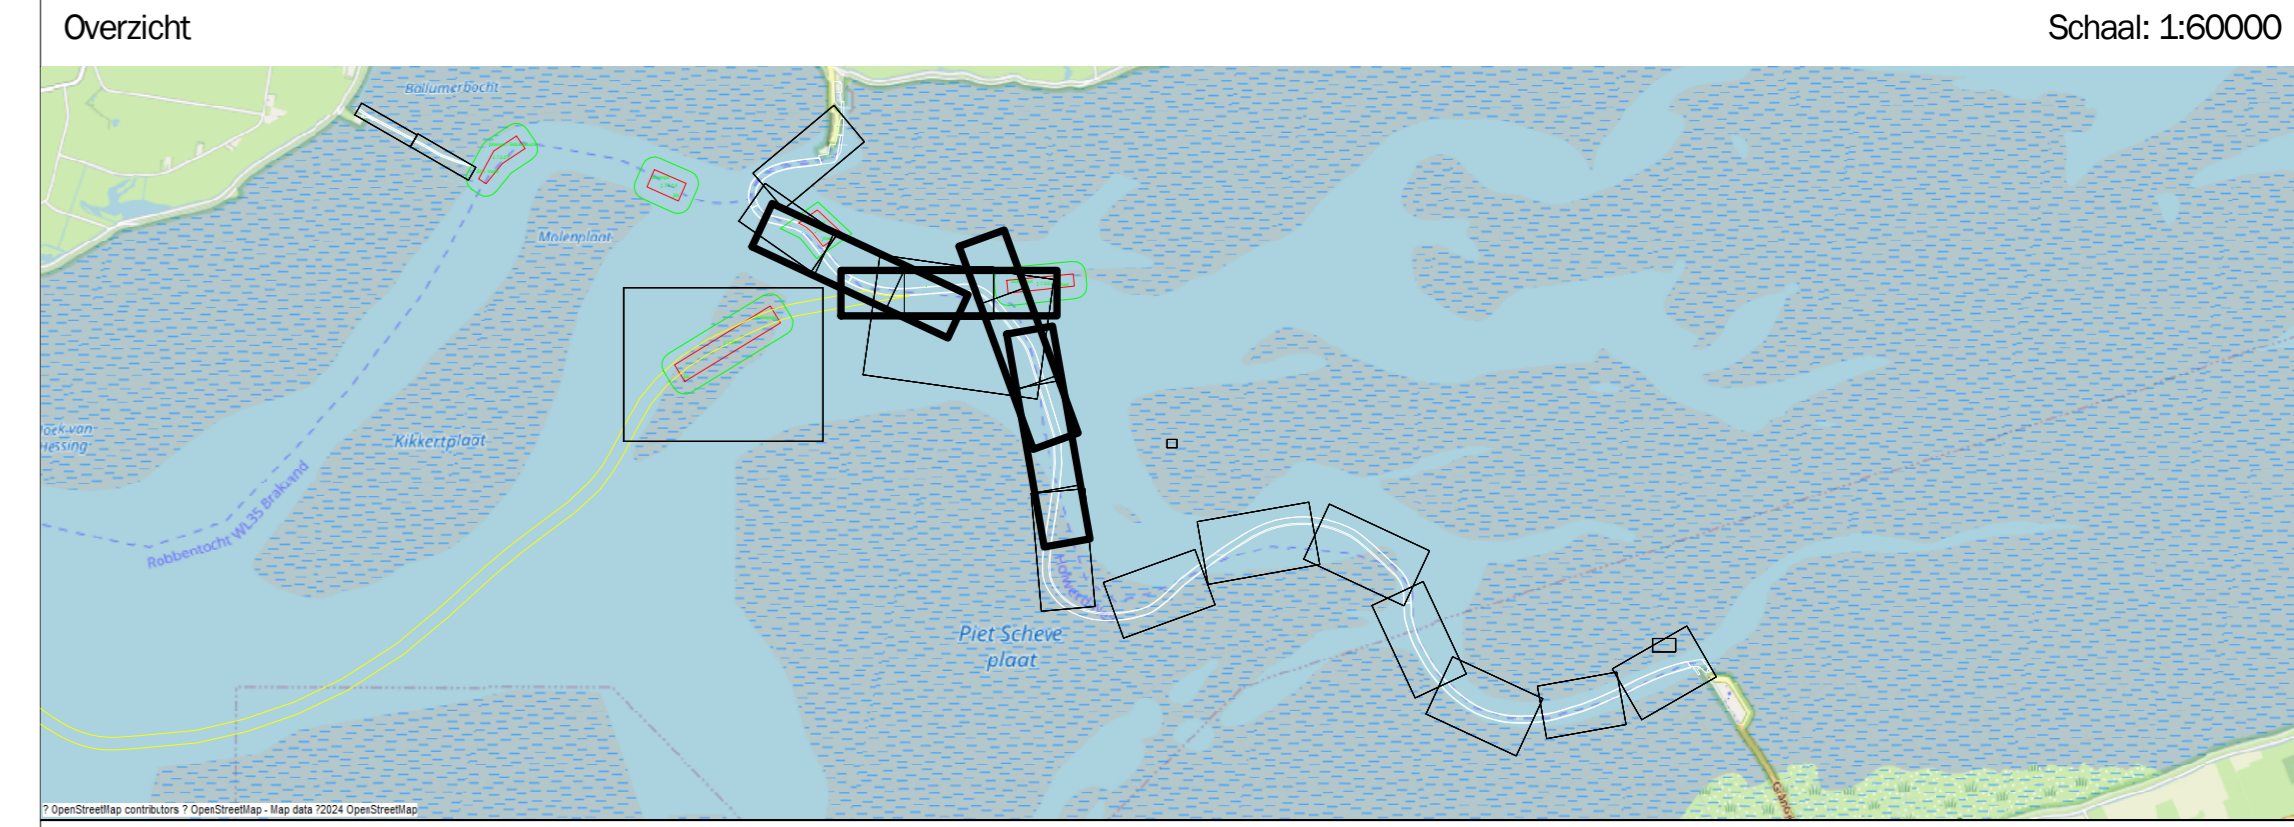 Overzicht
Schaal: 1:60000
Ballumerbocht
Molenplaat
Kikkertplaat
Hessing
Robbentocht WL35 Brakzand
Piet Scheve
plaat
? OpenStreetMap contributors ? OpenStreetMap - Map data ?2024 OpenStreetMap